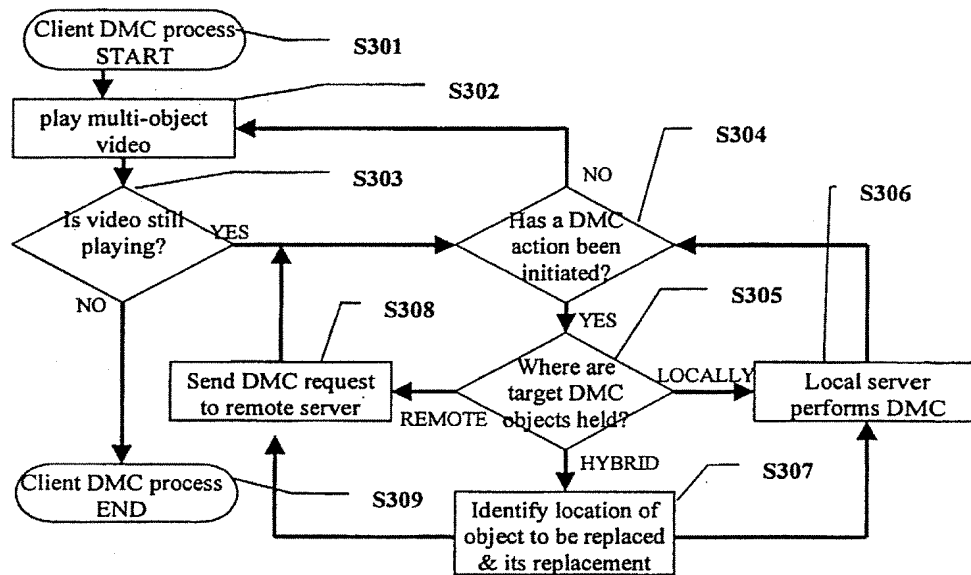 Client DMC process
START
S301
S302
play multi-object
video
S304
S303
NO
S306
Is video still
playing?
YES
Has a DMC
action been
initiated?
NO
S308
S305
YES
Send DMC request
to remote server
Where are
target DMC
objects held?
LOCALLY
Local server
performs DMC
REMOTE
HYBRID
S307
Client DMC process
END
S309
Identify location of
object to be replaced
& its replacement